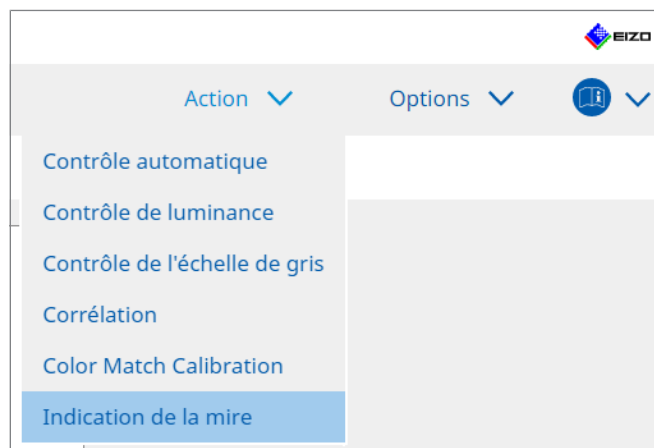 EIZO
Action
Options
Contrôle automatique
Contrôle de luminance
Contrôle de l'échelle de gris
Corrélation
Color Match Calibration
Indication de la mire